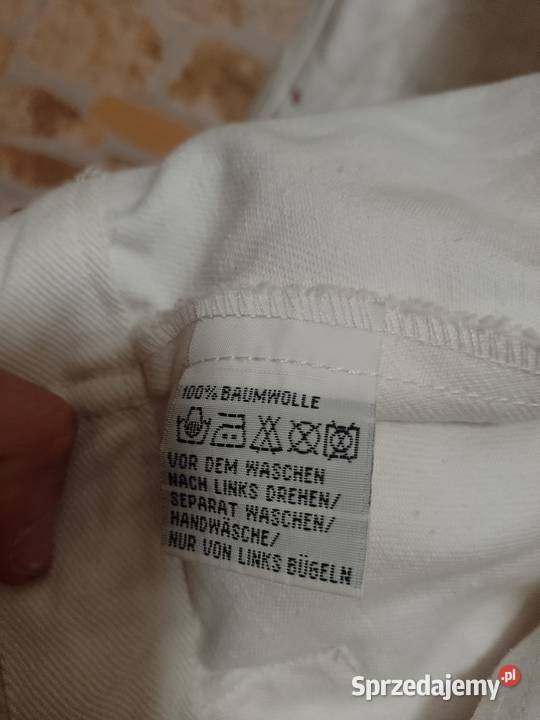 100% BAUMWOLLE
VOR DEM WASCHEN
NACH LINKS DREHEN/
SEPARAT WASCHEN/
HANDWÄSCHE/
NUR VON LINKS BÜGELN
Sprzedajemy.pl